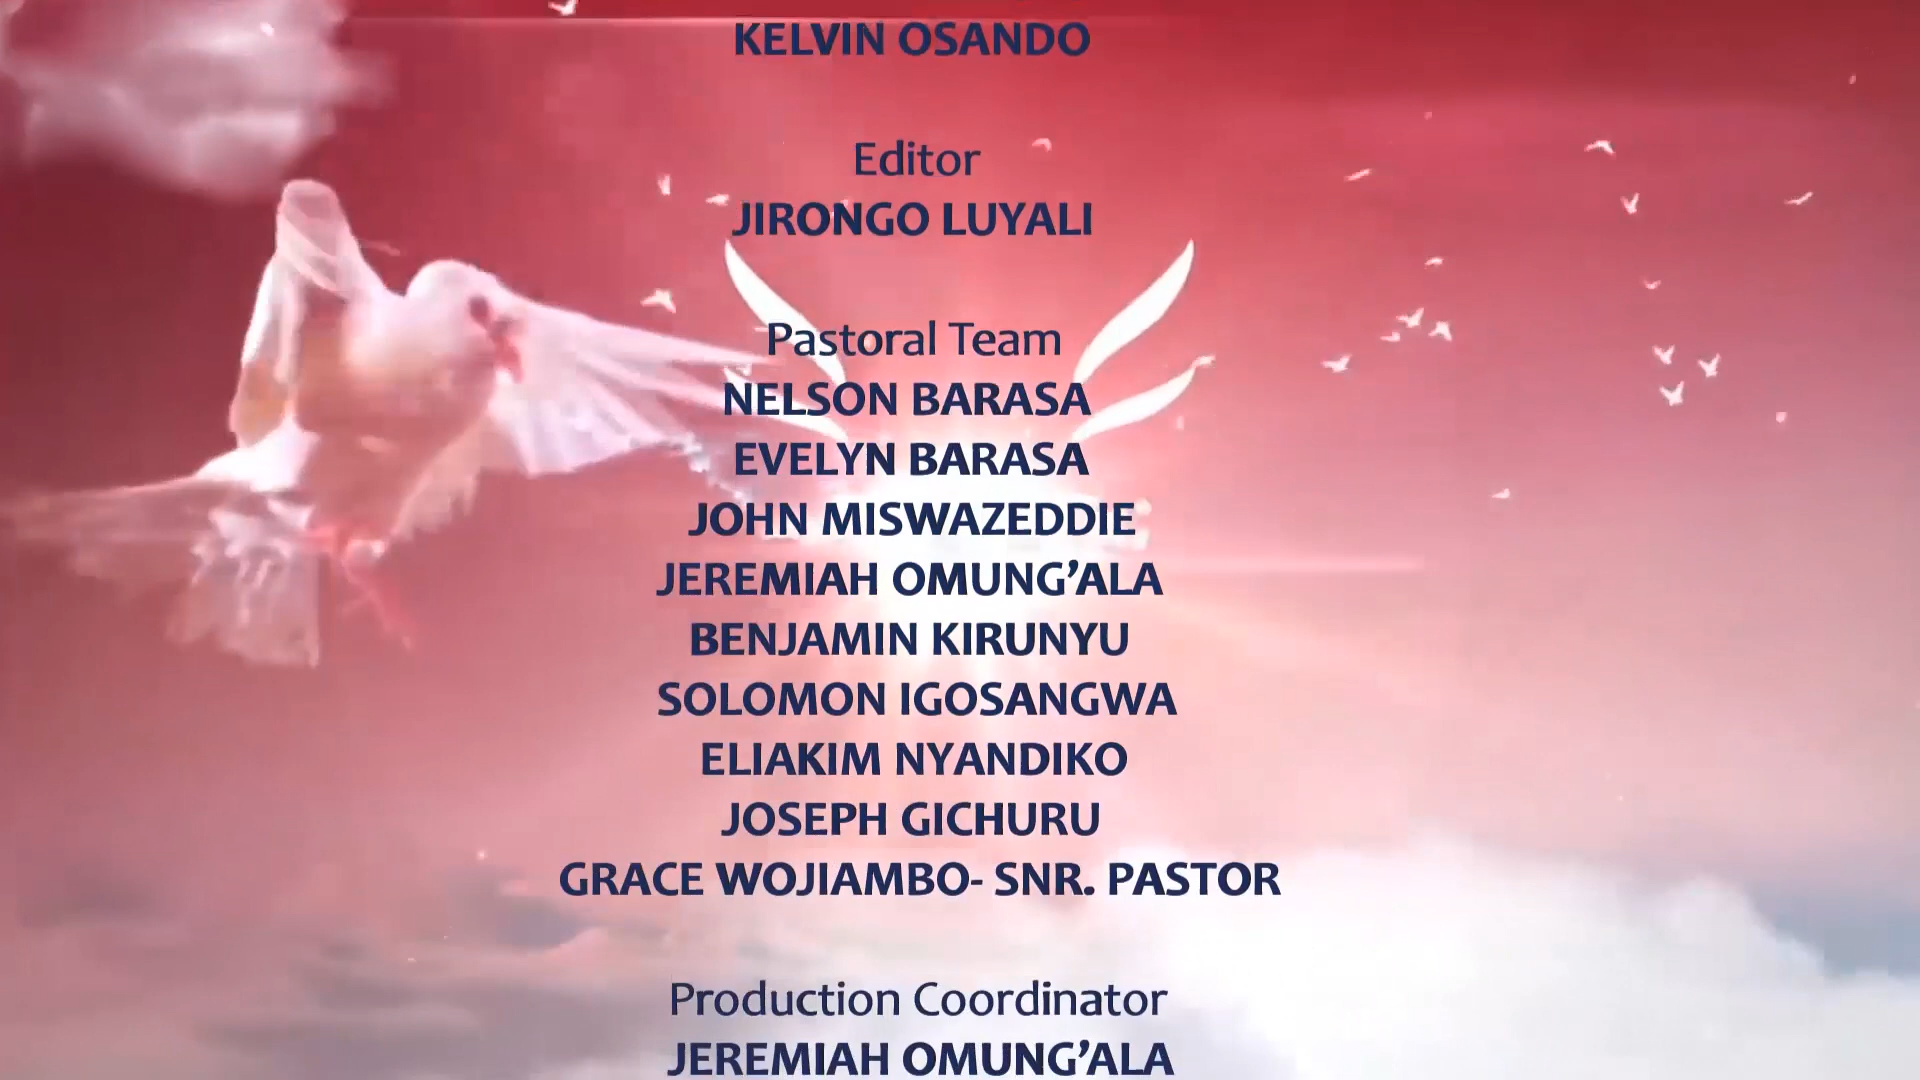 KELVIN OSANDO
Editor
JIRONGO LUYALI
Pastoral Team
NELSON BARASA
EVELYN BARASA
JOHN MISWAZEDDIE
JEREMIAH OMUNG’ALA
BENJAMIN KIRUNYU
SOLOMON IGOSANGWA
ELIAKIM NYANDIKO
JOSEPH GICHURU
GRACE WOJIAMBO- SNR. PASTOR
Production Coordinator
JEREMIAH OMUNG’ALA